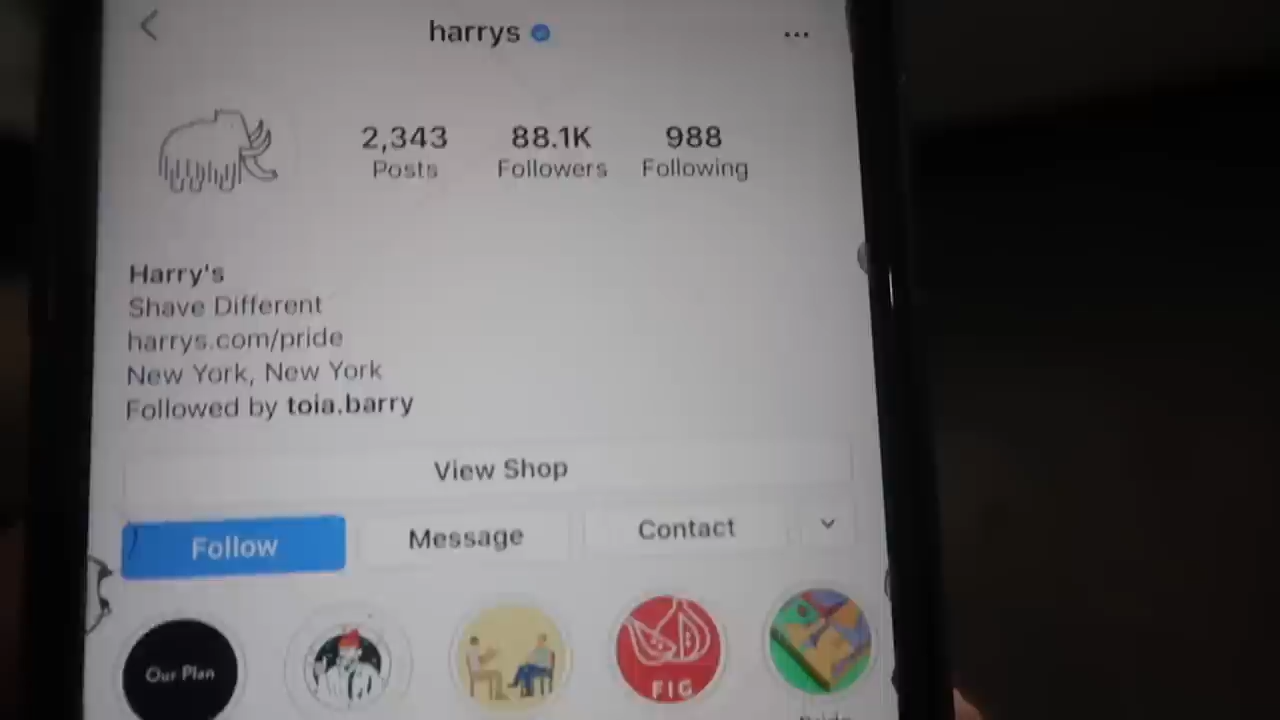 harrys
2,343 88.1K 988
Posts Followers Following
Harry's
Shave Different
harrys.com/pride
New York, New York
Followed by toia.barry
View Shop
Follow Message Contact
Our Plan
FIG
Pride